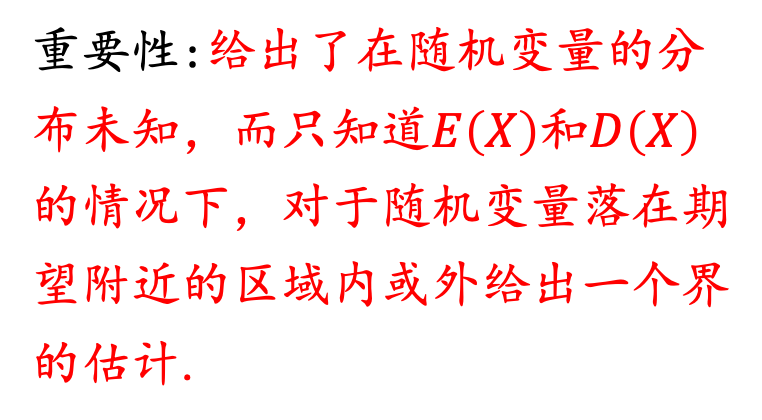 重要性:给出了在随机变量的分
布未知，而只知道E(X)和D(X)
的情况下，对于随机变量落在期
望附近的区域内或外给出一个界
的估计.